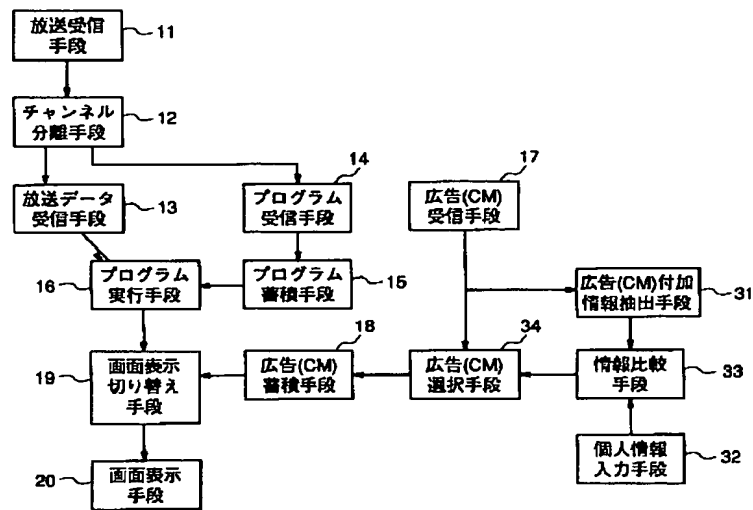 放送受信
手段
11
チャンネル
分離手段
12
放送データ
受信手段
13
プログラム
受信手段
14
広告(CM)
受信手段
17
プログラム
実行手段
16
プログラム
蓄積手段
15
広告(CM)付加
情報抽出手段
31
画面表示
切り替え
手段
19
広告(CM)
蓄積手段
18
広告(CM)
選択手段
34
情報比較
手段
33
画面表示
手段
20
個人情報
入力手段
32